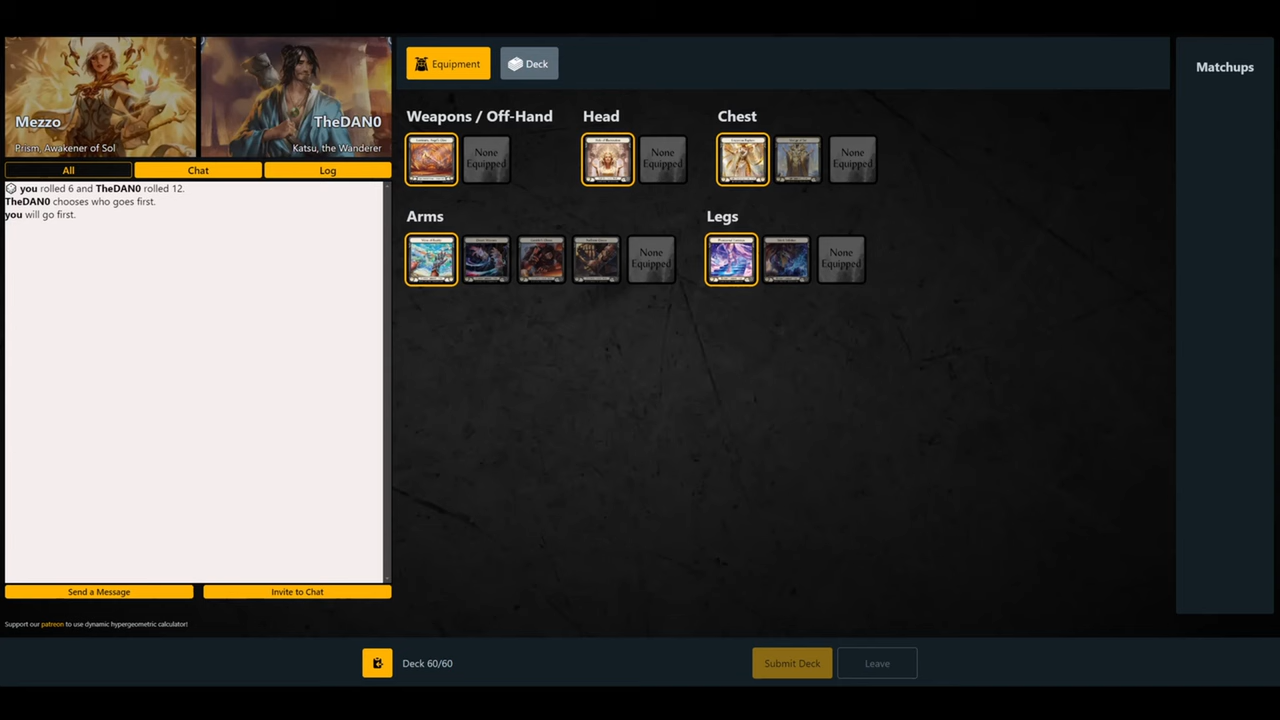 Mezzo
Prism, Awakener of Sol
TheDAN0
Katsu, the Wanderer
All
Chat
Log
you rolled 6 and TheDAN0 rolled 12.
TheDAN0 chooses who goes first.
you will go first.
Send a Message
Invite to Chat
Support our patreon to use dynamic hypergeometric calculator!
Equipment
Deck
Weapons / Off-Hand
None
Equipped
Head
None
Equipped
Chest
None
Equipped
Arms
None
Equipped
Legs
None
Equipped
Matchups
Deck 60/60
Submit Deck
Leave